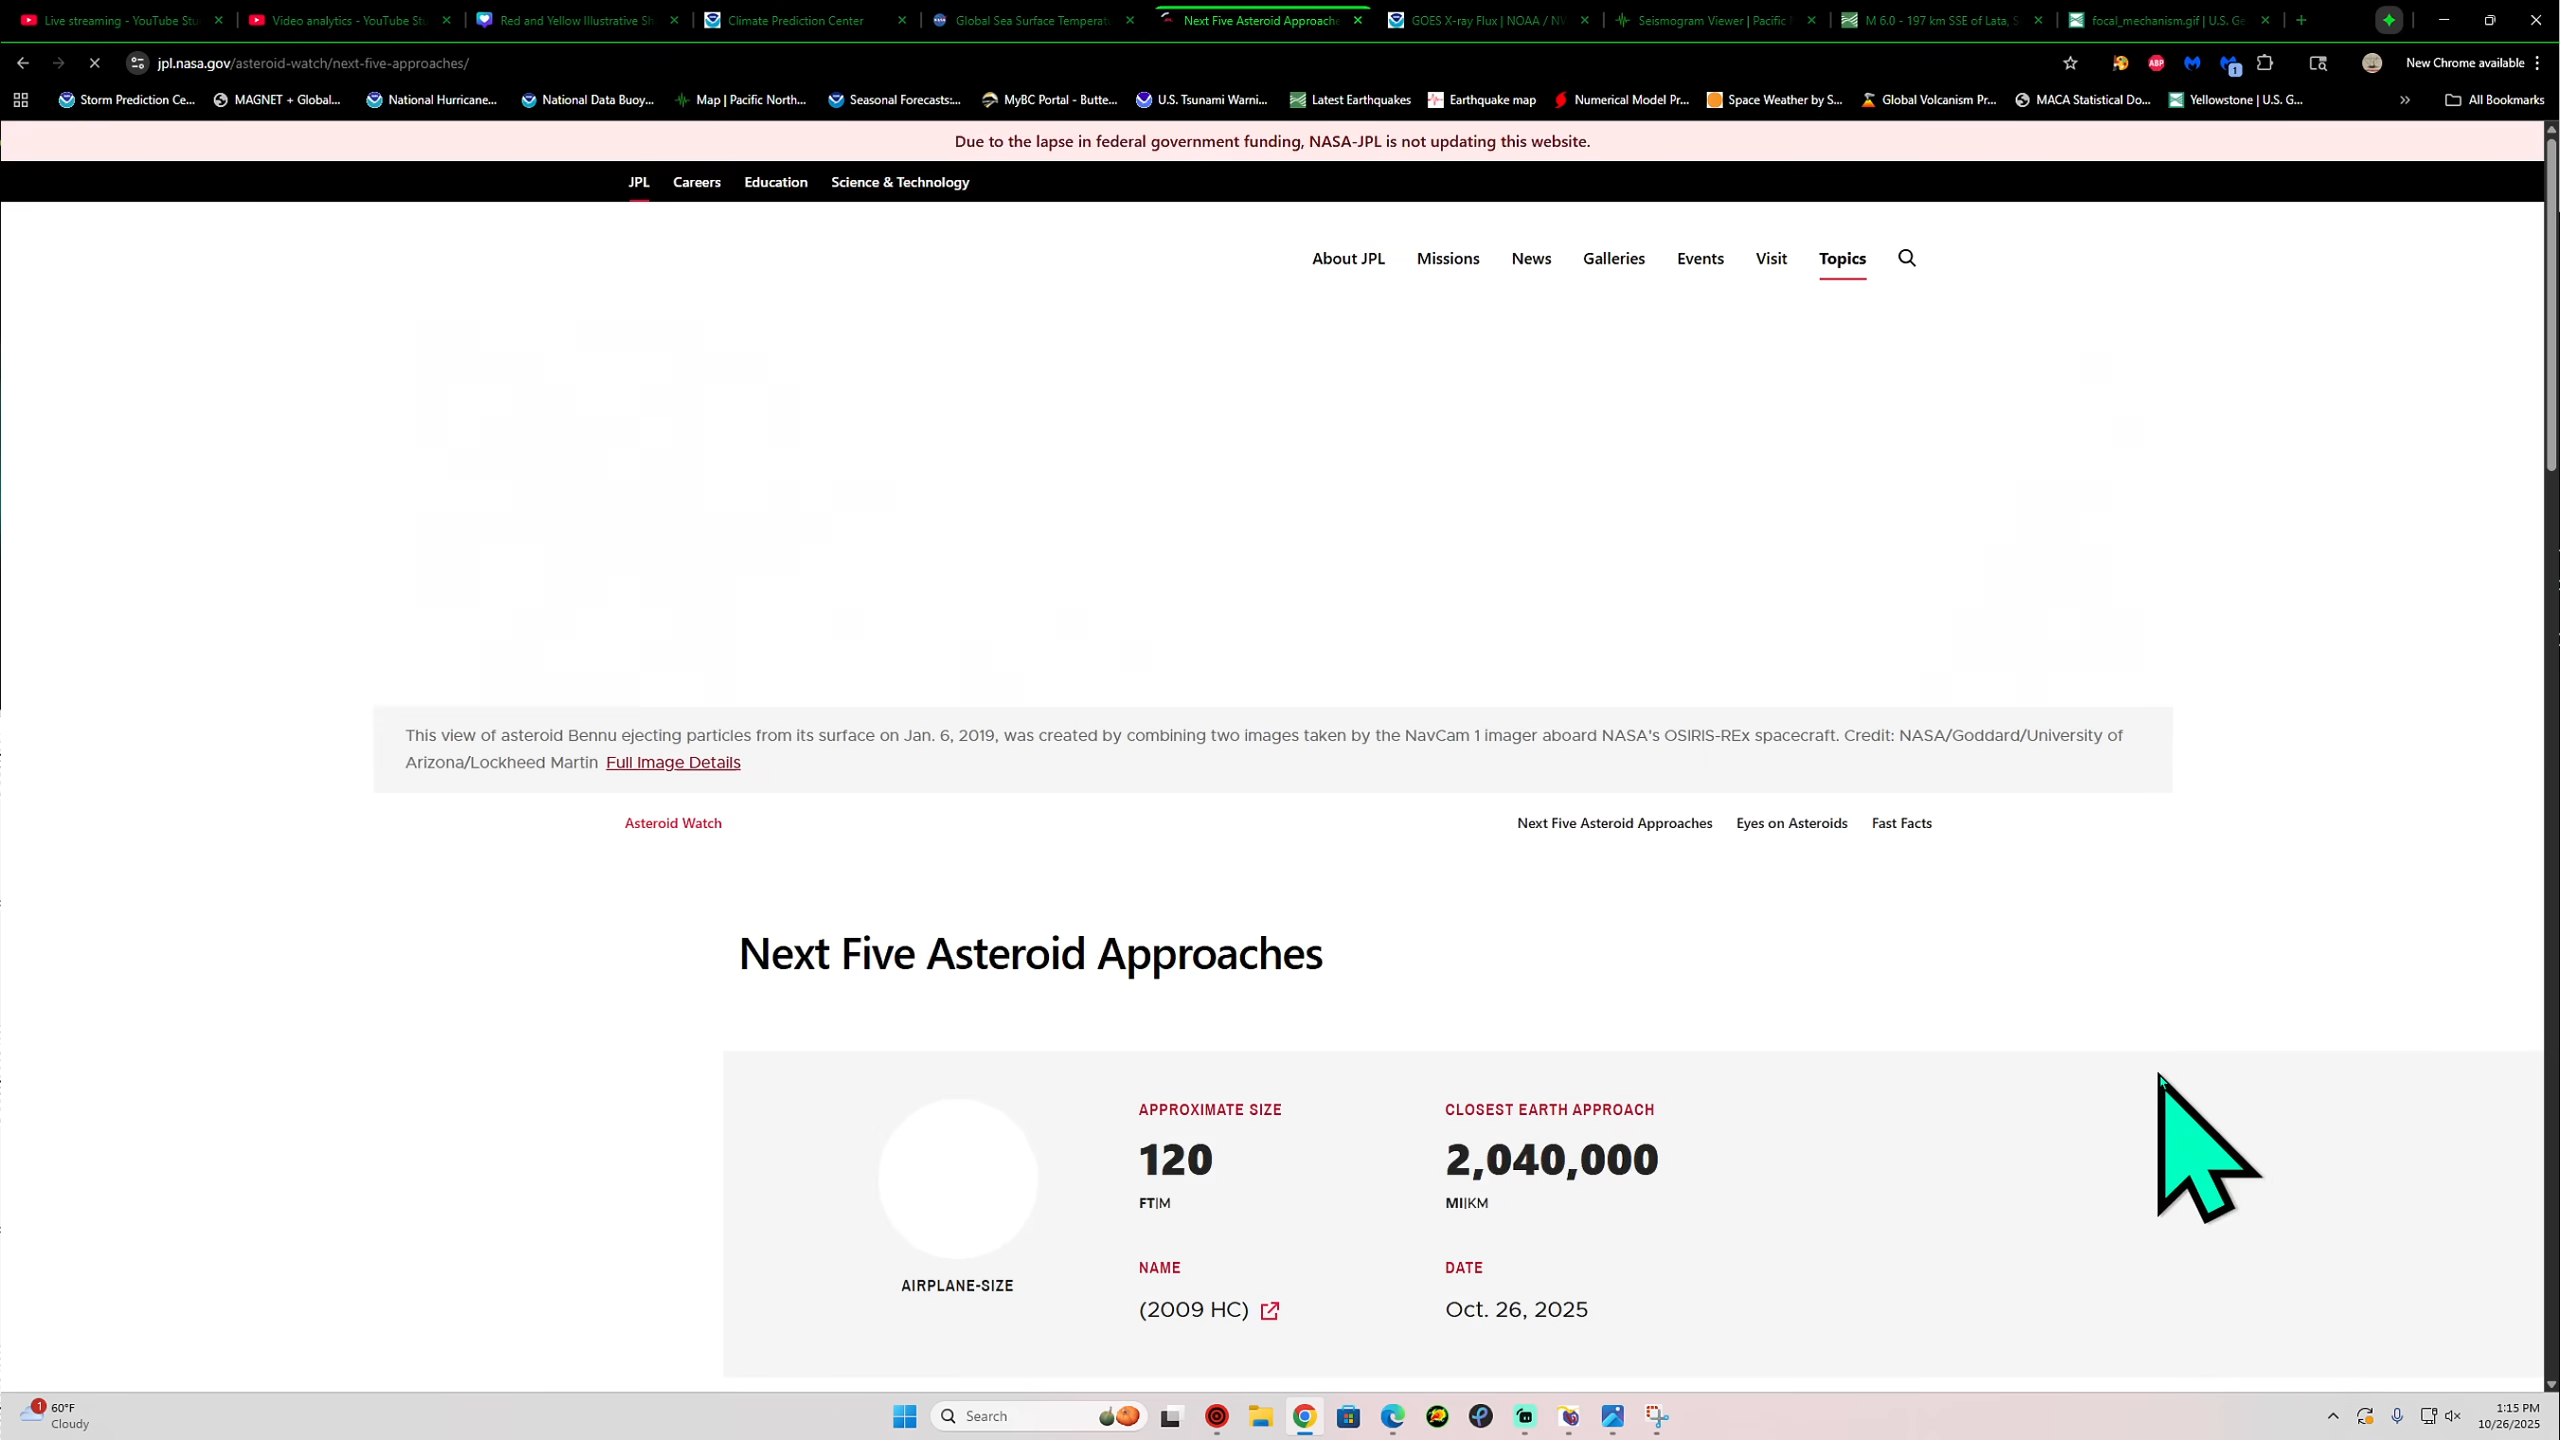 Live streaming - YouTube Stu
Video analytics - YouTube Stu
Red and Yellow Illustrative Sh
Climate Prediction Center
Global Sea Surface Temperatu
Next Five Asteroid Approache
GOES X-ray Flux | NOAA / NW
Seismogram Viewer | Pacific
M 6.0 - 197 km SSE of Lata, S
focal_mechanism.gif | U.S. Ge
jpl.nasa.gov/asteroid-watch/next-five-approaches/
ABP
1
New Chrome available
Storm Prediction Ce...
MAGNET + Global...
National Hurricane...
National Data Buoy...
Map | Pacific North...
Seasonal Forecasts:...
MyBC Portal - Butte...
U.S. Tsunami Warni...
Latest Earthquakes
Earthquake map
Numerical Model Pr...
Space Weather by S...
Global Volcanism Pr...
MACA Statistical Do...
Yellowstone | U.S. G...
All Bookmarks
Due to the lapse in federal government funding, NASA-JPL is not updating this website.
JPL Careers Education Science & Technology
About JPL Missions News Galleries Events Visit Topics
This view of asteroid Bennu ejecting particles from its surface on Jan. 6, 2019, was created by combining two images taken by the NavCam 1 imager aboard NASA's OSIRIS-REx spacecraft. Credit: NASA/Goddard/University of
Arizona/Lockheed Martin Full Image Details
Asteroid Watch
Next Five Asteroid Approaches Eyes on Asteroids Fast Facts
Next Five Asteroid Approaches
APPROXIMATE SIZE
120
FT|M
CLOSEST EARTH APPROACH
2,040,000
MI|KM
AIRPLANE-SIZE
NAME
(2009 HC)
DATE
Oct. 26, 2025
1
60°F
Cloudy
Search
1:15 PM
10/26/2025